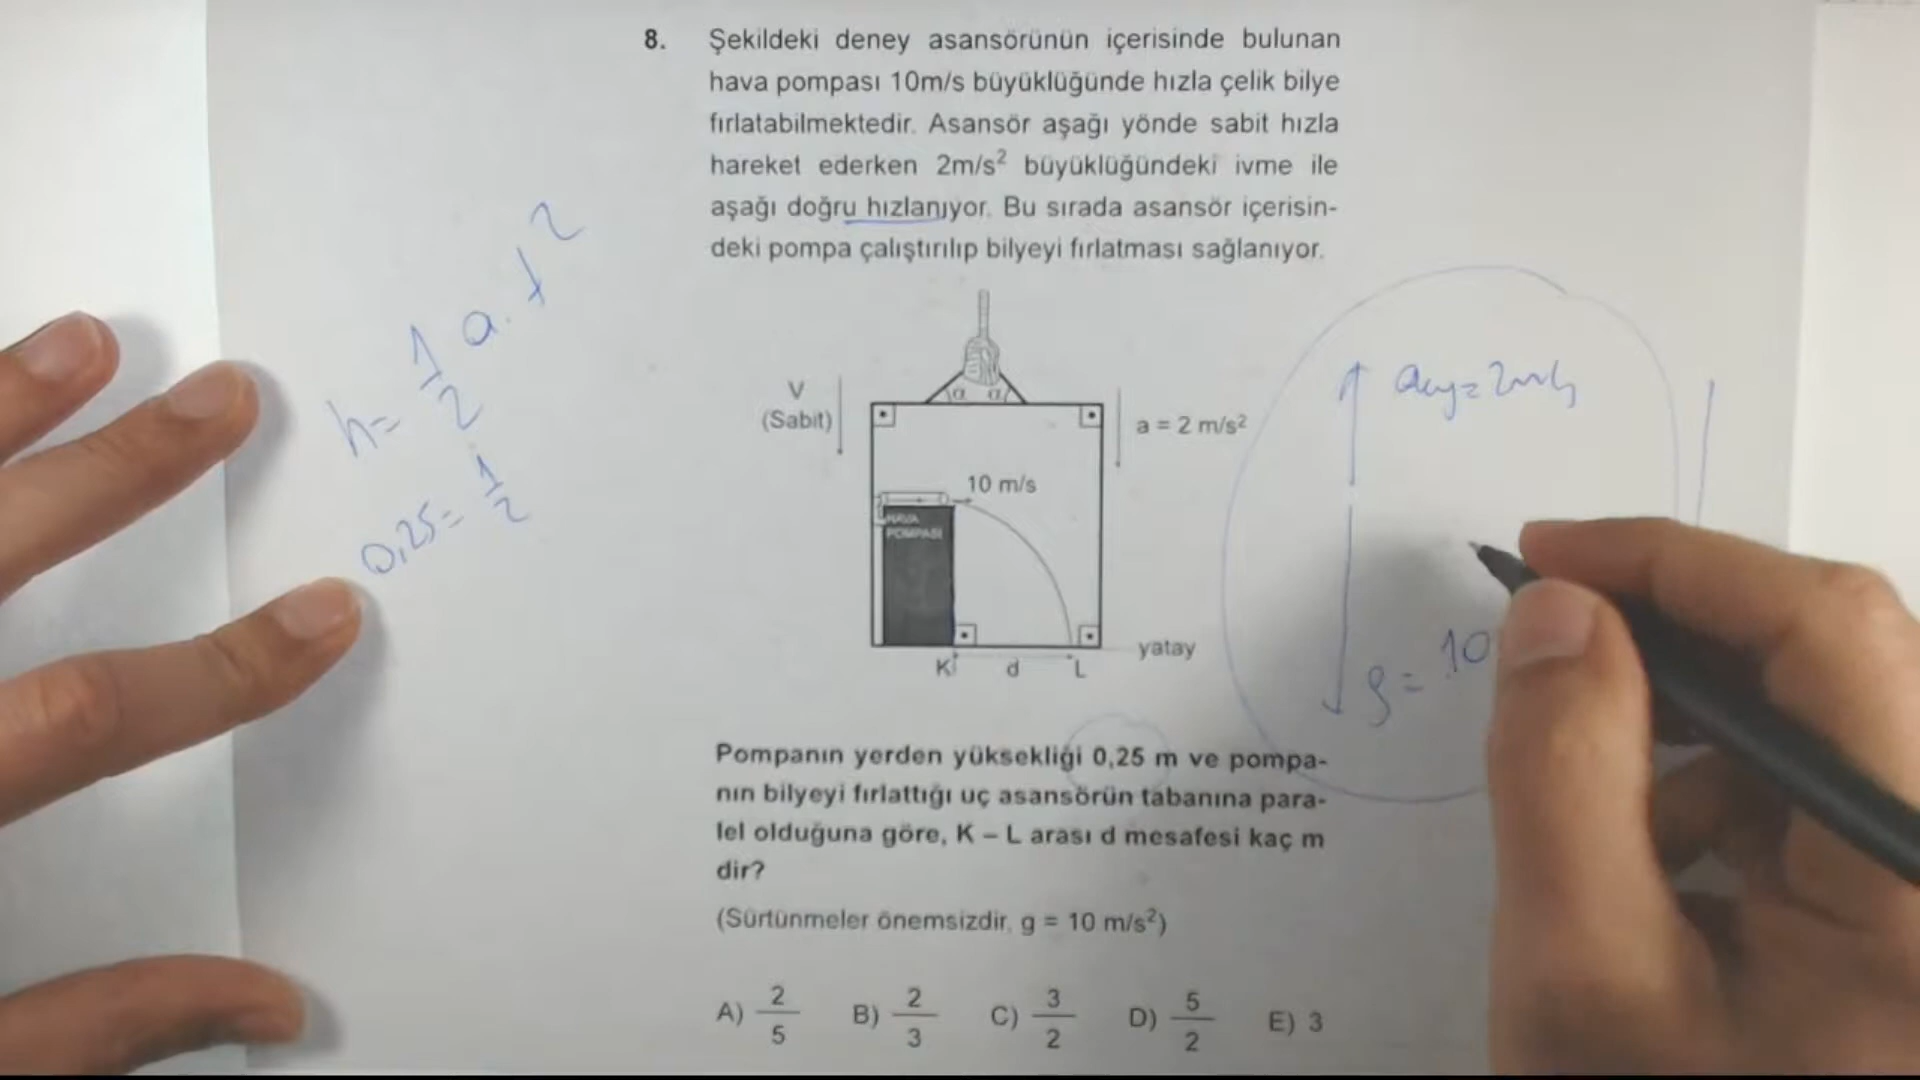 8. Şekildeki deney asansörünün içerisinde bulunan
hava pompası 10m/s büyüklüğünde hızla çelik bilye
fırlatabilmektedir. Asansör aşağı yönde sabit hızla
hareket ederken 2m/s² büyüklüğündeki ivme ile
aşağı doğru hızlanıyor. Bu sırada asansör içerisin-
deki pompa çalıştırılıp bilyeyi fırlatması sağlanıyor.
h = 1/2 a . t²
0,25 = 1/2
α α
V
(Sabit)
a = 2 m/s²
10 m/s
HAVA
POMPASI
K d L
yatay
g = 10
Pompanın yerden yüksekliği 0,25 m ve pompa-
nın bilyeyi fırlattığı uç asansörün tabanına para-
lel olduğuna göre, K – L arası d mesafesi kaç m
dir?
(Sürtünmeler önemsizdir, g = 10 m/s²)
A) 2/5 B) 2/3 C) 3/2 D) 5/2 E) 3